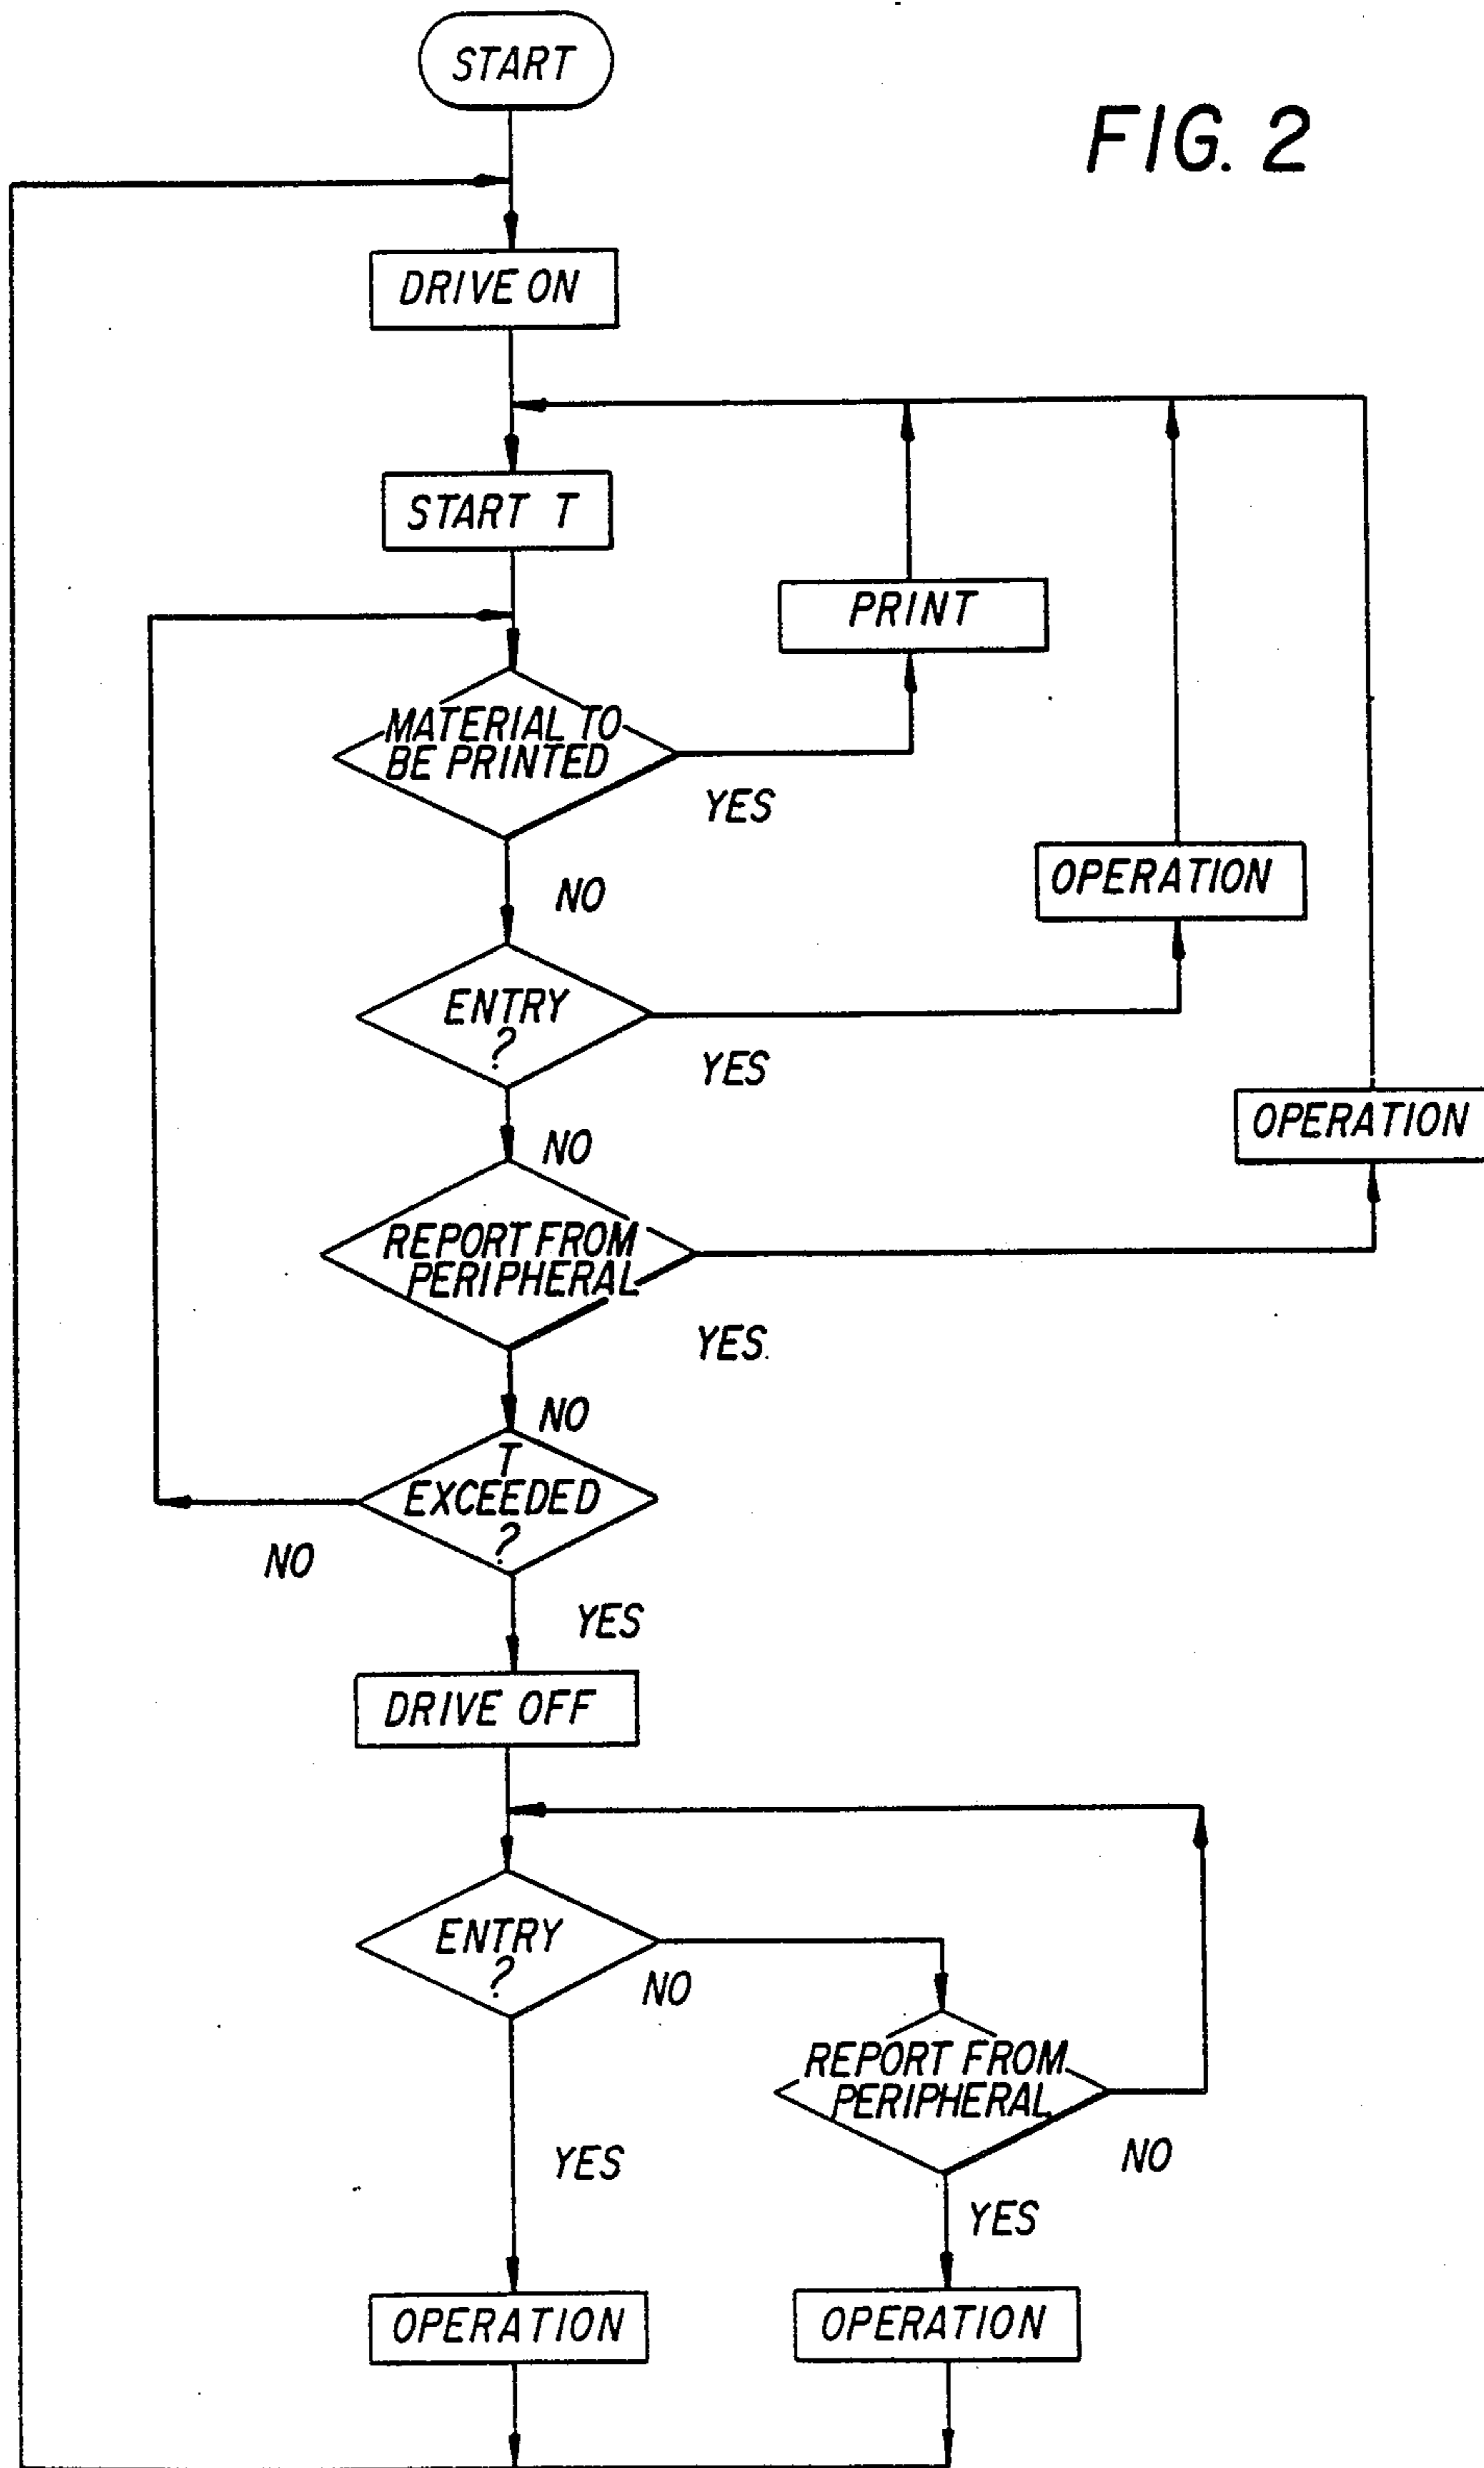 START
FIG. 2
DRIVE ON
START T
PRINT
MATERIAL TO
BE PRINTED
YES
OPERATION
NO
ENTRY
?
YES
OPERATION
NO
REPORT FROM
PERIPHERAL
YES
NO
T
EXCEEDED
?
NO
YES
DRIVE OFF
ENTRY
?
NO
REPORT FROM
PERIPHERAL
NO
YES
YES
OPERATION
OPERATION